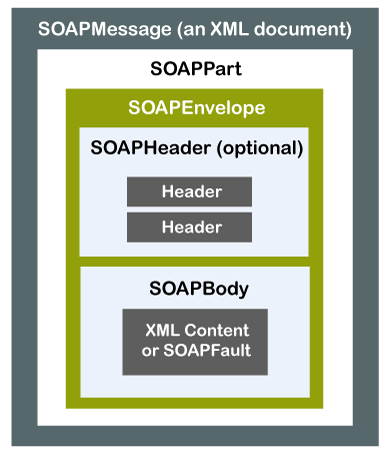 SOAPMessage (an XML document)
SOAPPart
SOAPEnvelope
SOAPHeader (optional)
Header
Header
SOAPBody
XML Content
or SOAPFault